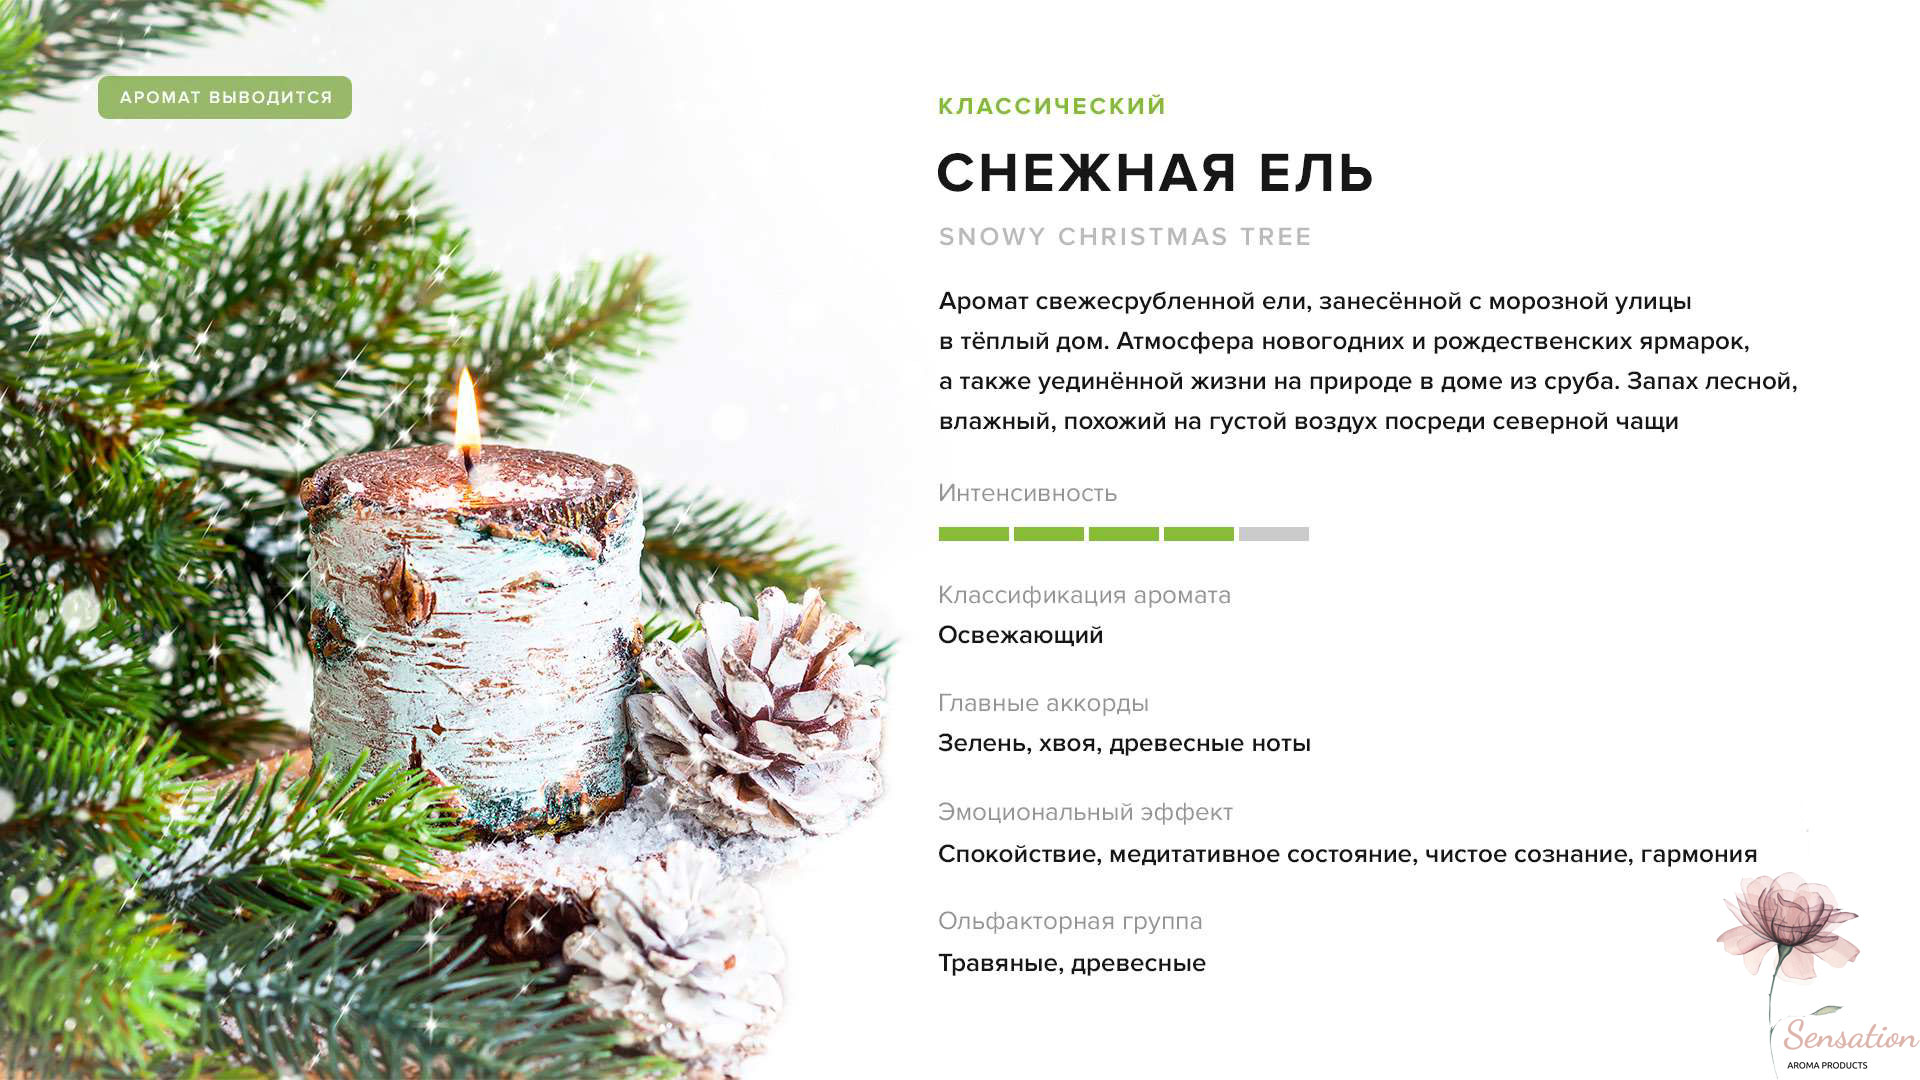 АРОМАТ ВЫВОДИТСЯ
КЛАССИЧЕСКИЙ
СНЕЖНАЯ ЕЛЬ
SNOWY CHRISTMAS TREE
Аромат свежесрубленной ели, занесённой с морозной улицы
в тёплый дом. Атмосфера новогодних и рождественских ярмарок,
а также уединённой жизни на природе в доме из сруба. Запах лесной,
влажный, похожий на густой воздух посреди северной чащи
Интенсивность
Классификация аромата
Освежающий
Главные аккорды
Зелень, хвоя, древесные ноты
Эмоциональный эффект
Спокойствие, медитативное состояние, чистое сознание, гармония
Ольфакторная группа
Травяные, древесные
Sensation
AROMA PRODUCTS